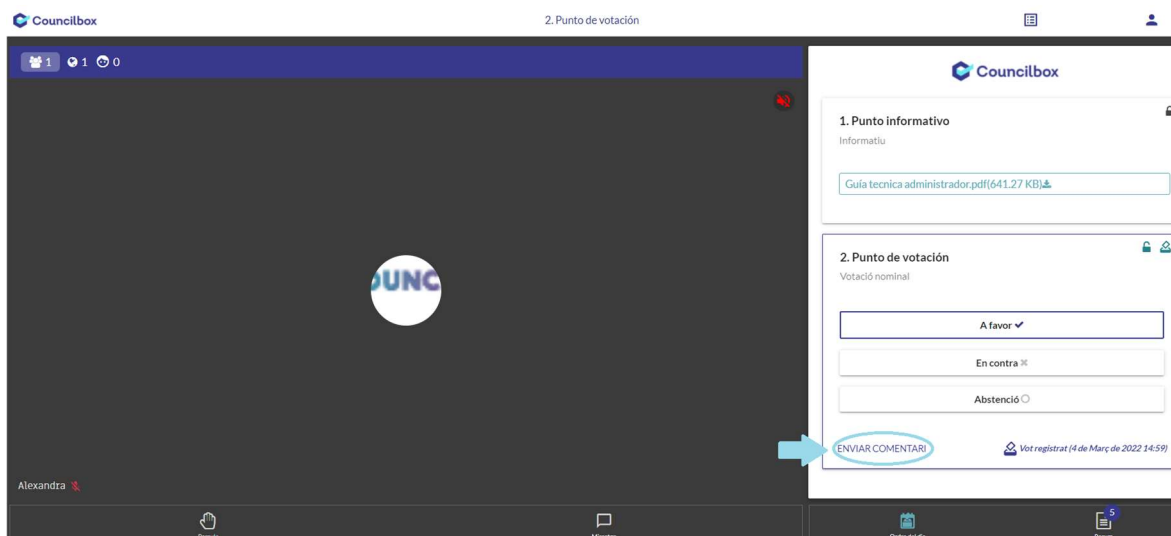 Councilbox
2. Punto de votación
1 1 0
Councilbox
1. Punto informativo
Informatiu
Guía tecnica administrador.pdf(641.27 KB)
2. Punto de votación
Votació nominal
A favor
En contra
Abstenció
ENVIAR COMENTARI
Vot registrat (4 de Març de 2022 14:59)
OUNC
Alexandra
5